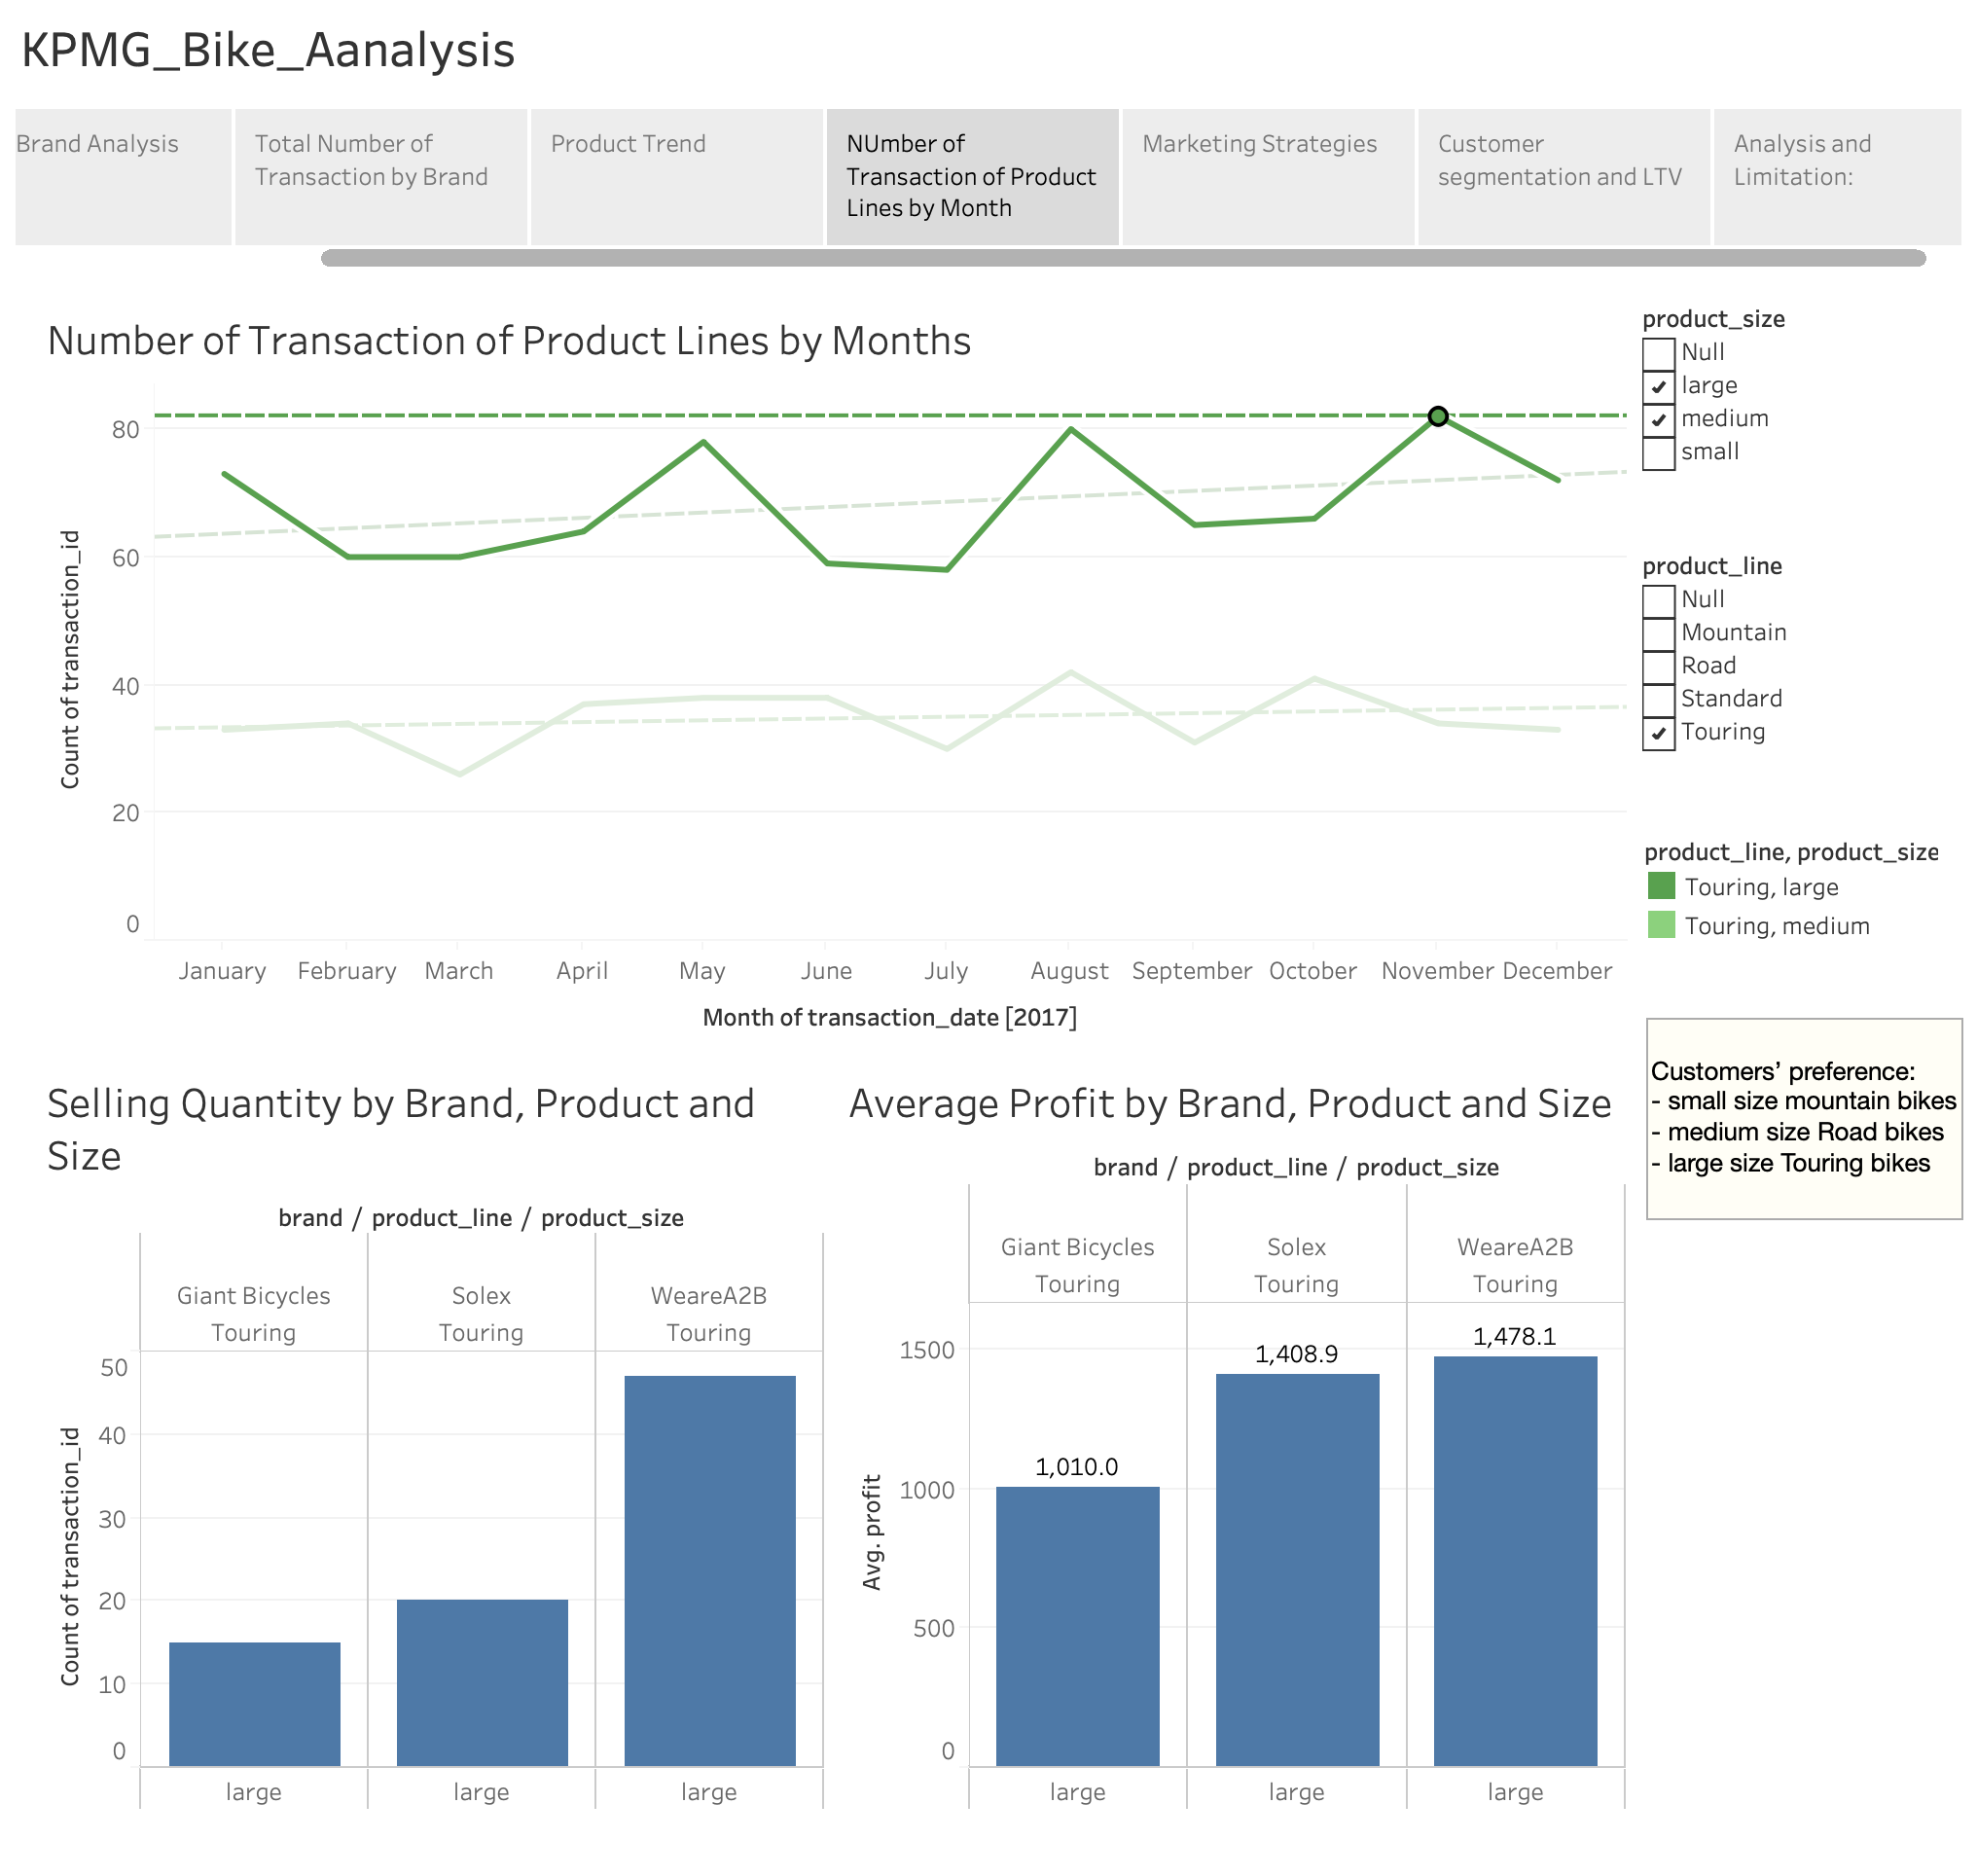 KPMG_Bike_Aanalysis
Brand Analysis
Total Number of
Transaction by Brand
Product Trend
NUmber of
Transaction of Product
Lines by Month
Marketing Strategies
Customer
segmentation and LTV
Analysis and
Limitation:
Number of Transaction of Product Lines by Months
80
60
40
20
0
Count of transaction_id
January
February
March
April
May
June
July
August
September
October
November
December
Month of transaction_date [2017]
product_size
Null
large
medium
small
product_line
Null
Mountain
Road
Standard
Touring
product_line, product_size
Touring, large
Touring, medium
Customers’ preference:
- small size mountain bikes
- medium size Road bikes
- large size Touring bikes
Selling Quantity by Brand, Product and
Size
brand / product_line / product_size
Giant Bicycles
Touring
Solex
Touring
WeareA2B
Touring
50
40
30
20
10
0
Count of transaction_id
large
large
large
Average Profit by Brand, Product and Size
brand / product_line / product_size
Giant Bicycles
Touring
Solex
Touring
WeareA2B
Touring
1500
1000
500
0
Avg. profit
1,010.0
1,408.9
1,478.1
large
large
large